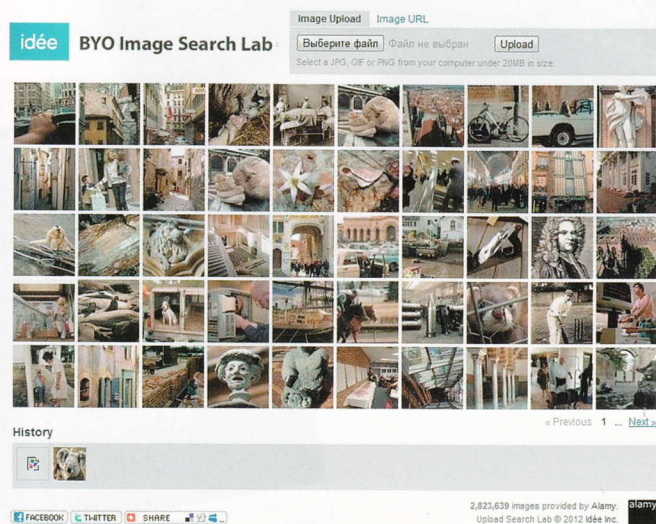 Image Upload Image URL
idée BYO Image Search Lab
Выберите файл Файл не выбран Upload
Select a JPG, GIF or PNG from your computer under 20MB in size.
« Previous 1 ... Next »
History
FACEBOOK TWITTER SHARE ...
2,823,639 images provided by Alamy.
Upload Search Lab © 2012 Idée Inc.
alamy